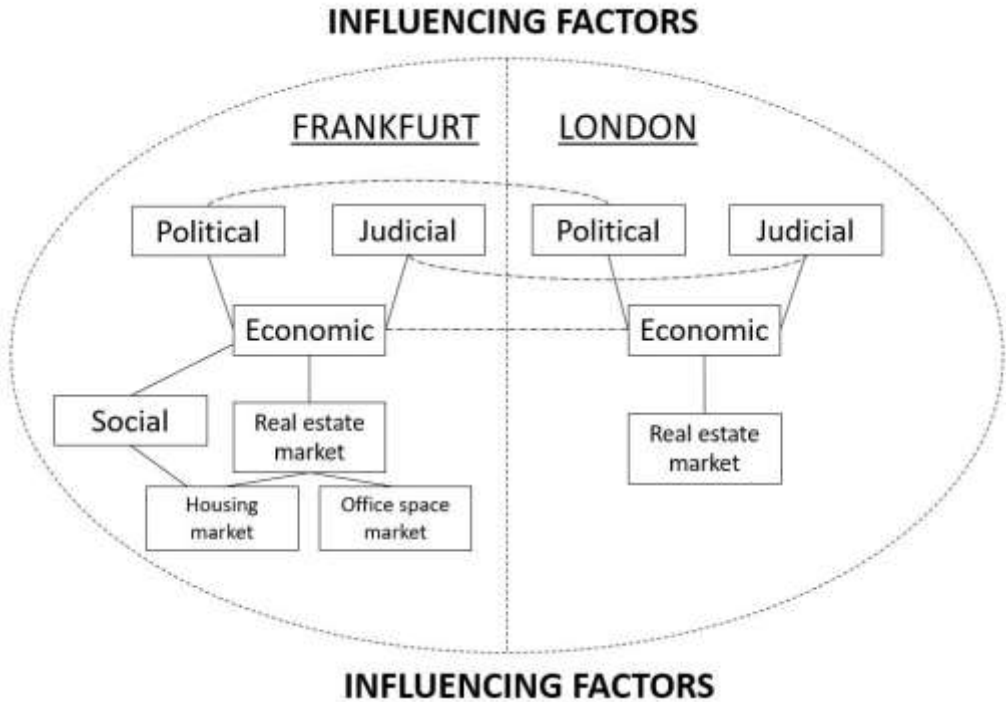 INFLUENCING FACTORS
FRANKFURT
LONDON
Political
Judicial
Political
Judicial
Economic
Economic
Social
Real estate
market
Real estate
market
Housing
market
Office space
market
INFLUENCING FACTORS